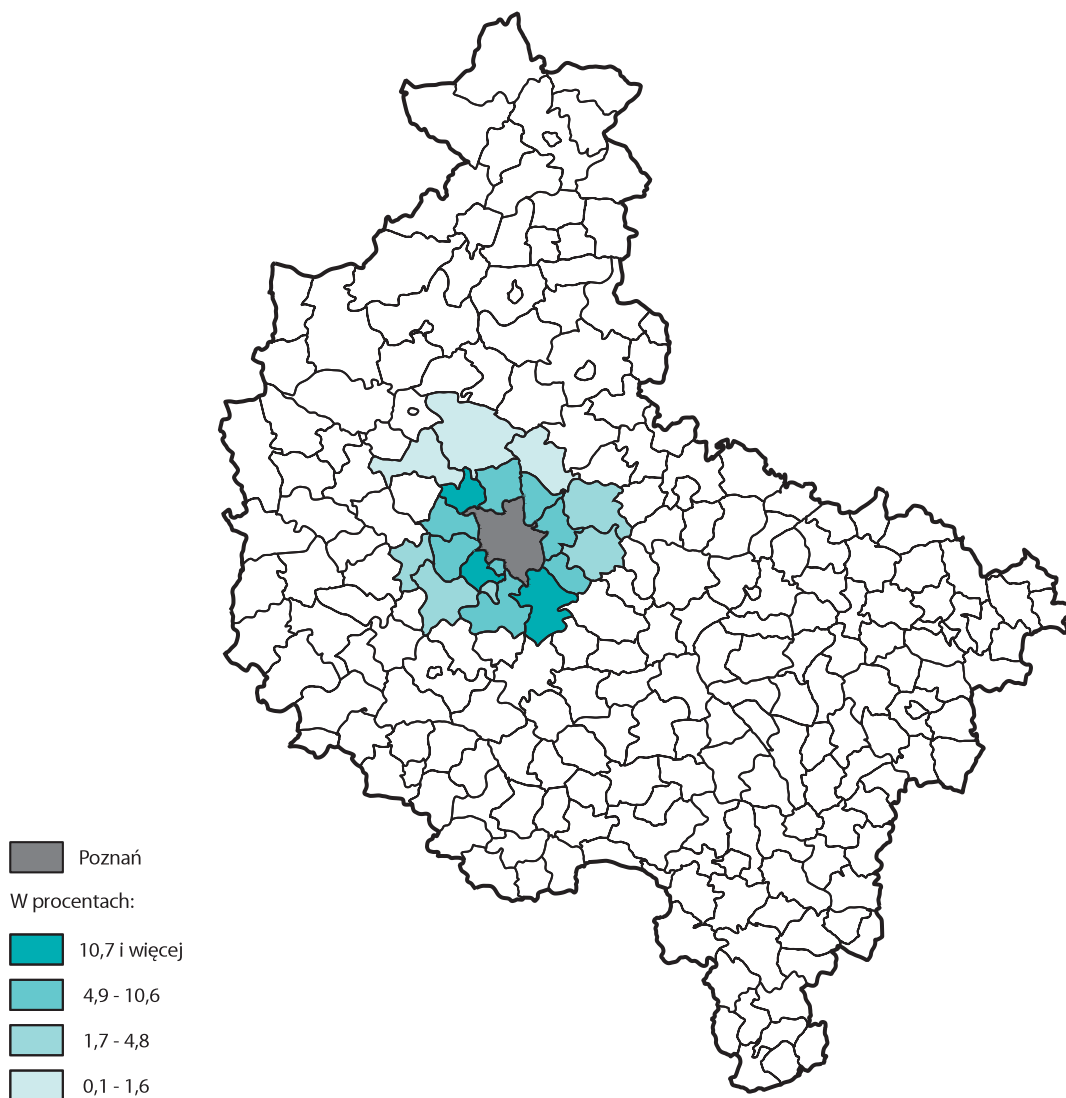 Poznań
W procentach:
10,7 i więcej
4,9 - 10,6
1,7 - 4,8
0,1 - 1,6